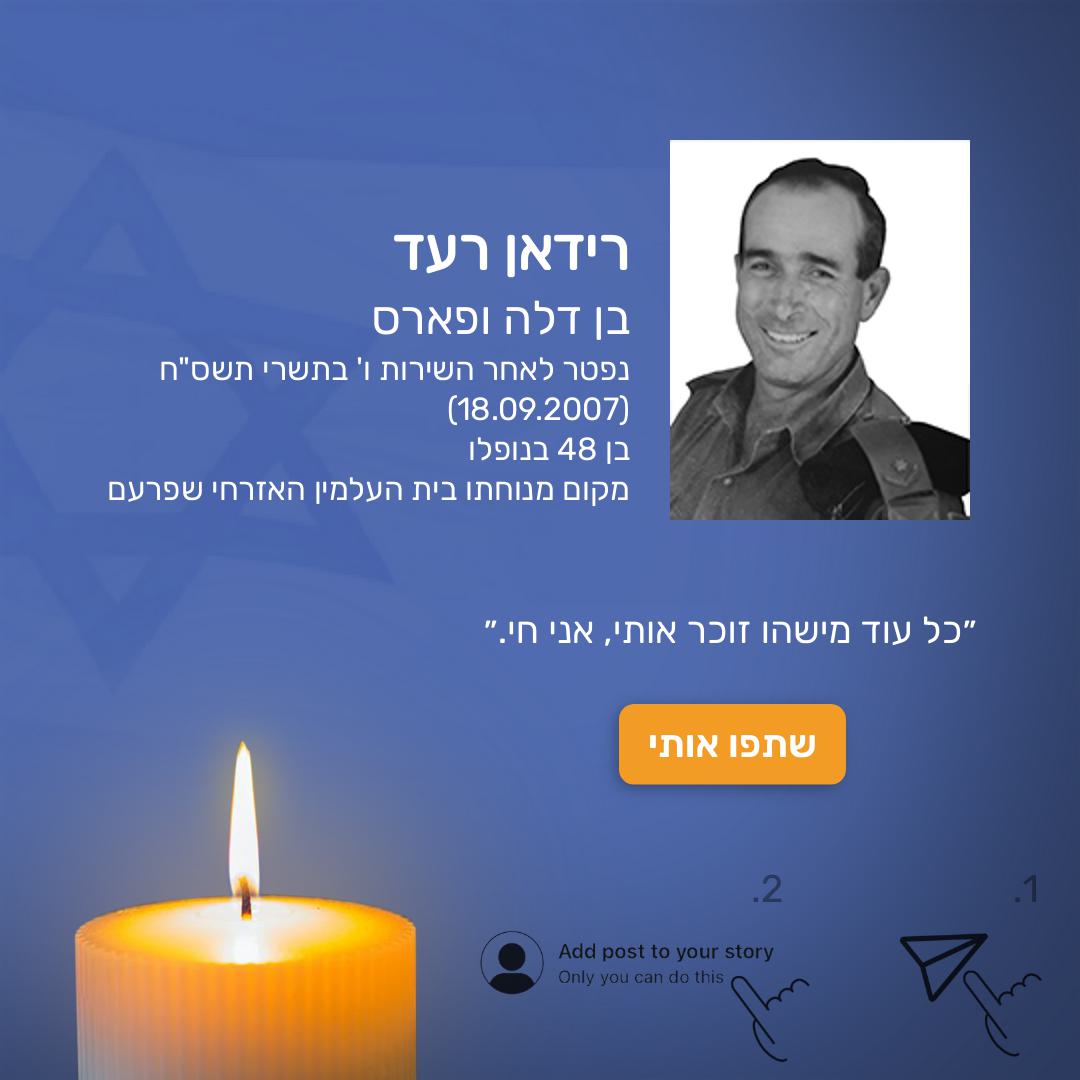 רידאן רעד
בן דלה ופארס
נפטר לאחר השירות ו' בתשרי תשס"ח
(18.09.2007)
בן 48 בנופלו
מקום מנוחתו בית העלמין האזרחי שפרעם
״כל עוד מישהו זוכר אותי, אני חי.״
שתפו אותי
1.
2.
Add post to your story
Only you can do this